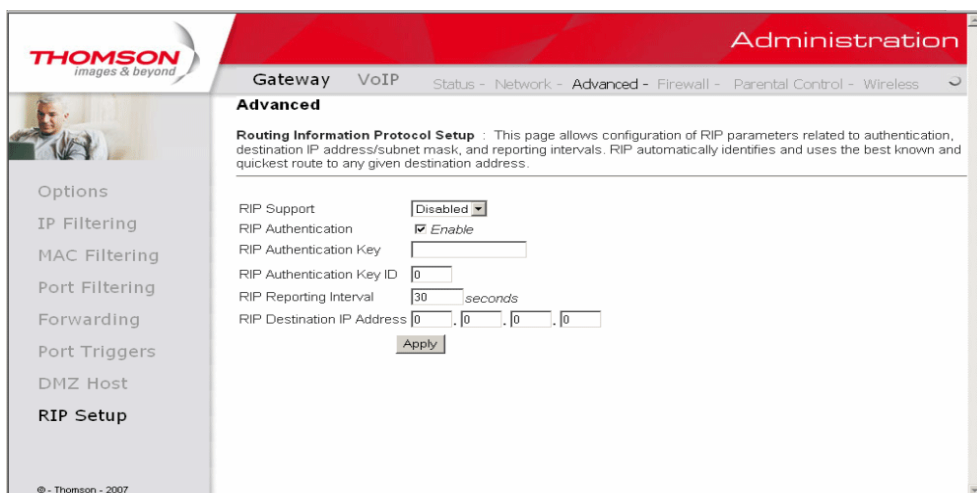 THOMSON
images & beyond
Administration
Gateway VoIP Status - Network - Advanced - Firewall - Parental Control - Wireless
Advanced
Routing Information Protocol Setup : This page allows configuration of RIP parameters related to authentication,
destination IP address/subnet mask, and reporting intervals. RIP automatically identifies and uses the best known and
quickest route to any given destination address.
Options
IP Filtering
MAC Filtering
Port Filtering
Forwarding
Port Triggers
DMZ Host
RIP Setup
RIP Support Disabled
RIP Authentication Enable
RIP Authentication Key
RIP Authentication Key ID 0
RIP Reporting Interval 30 seconds
RIP Destination IP Address 0 . 0 . 0 . 0
Apply
© - Thomson - 2007